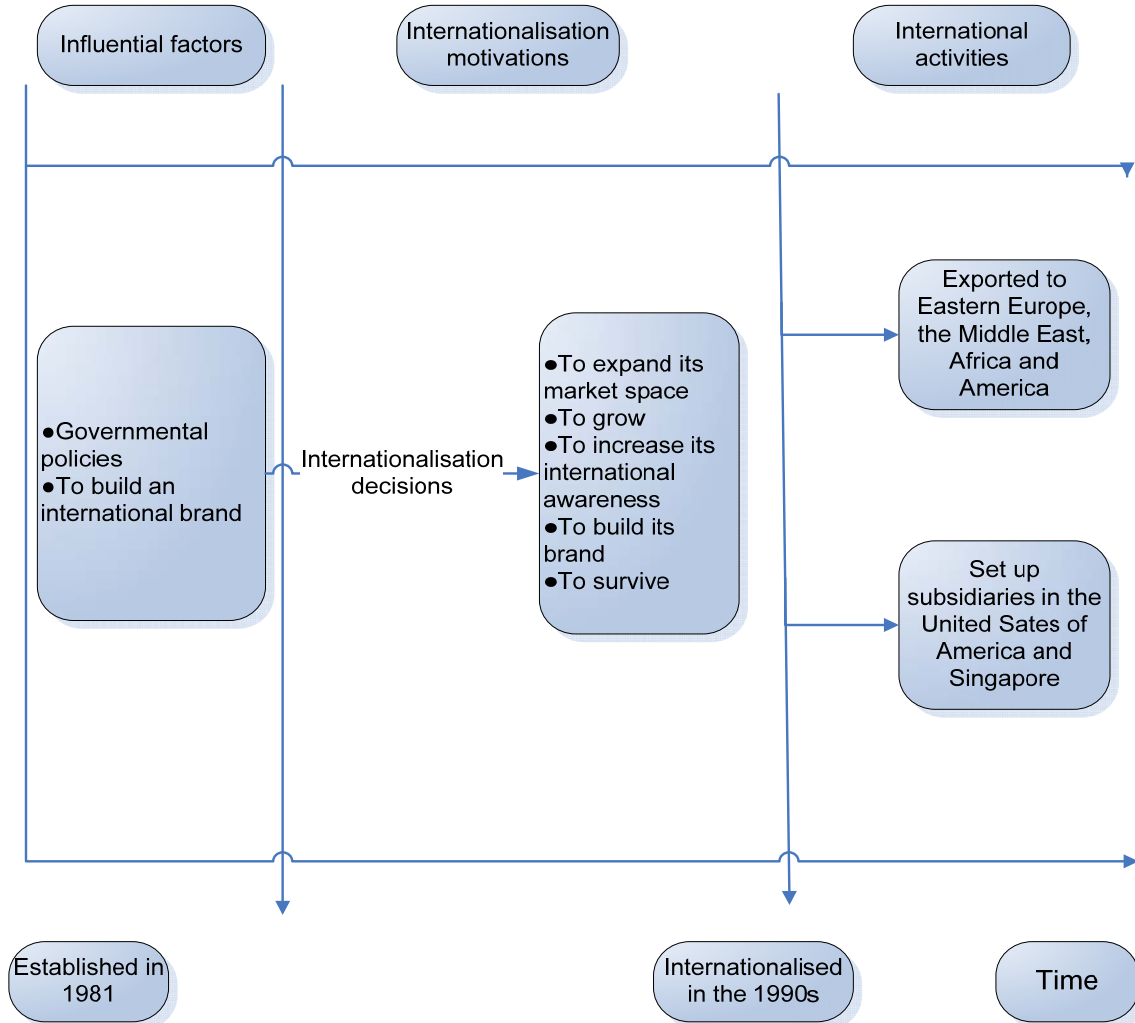 Influential factors
Internationalisation
motivations
International
activities
Exported to
Eastern Europe,
the Middle East,
Africa and
America
●Governmental
policies
●To build an
international brand
Internationalisation
decisions
●To expand its
market space
●To grow
●To increase its
international
awareness
●To build its
brand
●To survive
Set up
subsidiaries in the
United Sates of
America and
Singapore
Established in
1981
Internationalised
in the 1990s
Time